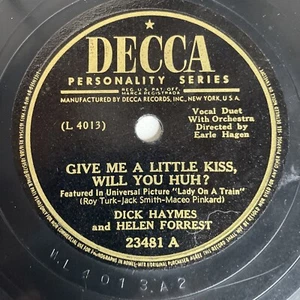 DECCA
PERSONALITY SERIES
REG. U.S. PAT. OFF.
MARCA REGISTRADA
MANUFACTURED BY DECCA RECORDS, INC., NEW YORK, U.S.A.
(L 4013)
Vocal Duet
With Orchestra
Directed by
Earle Hagen
GIVE ME A LITTLE KISS,
WILL YOU HUH?
Featured In Universal Picture "Lady On A Train"
(Roy Turk-Jack Smith-Maceo Pinkard)
DICK HAYMES
and HELEN FORREST
23481 A
4013 A2